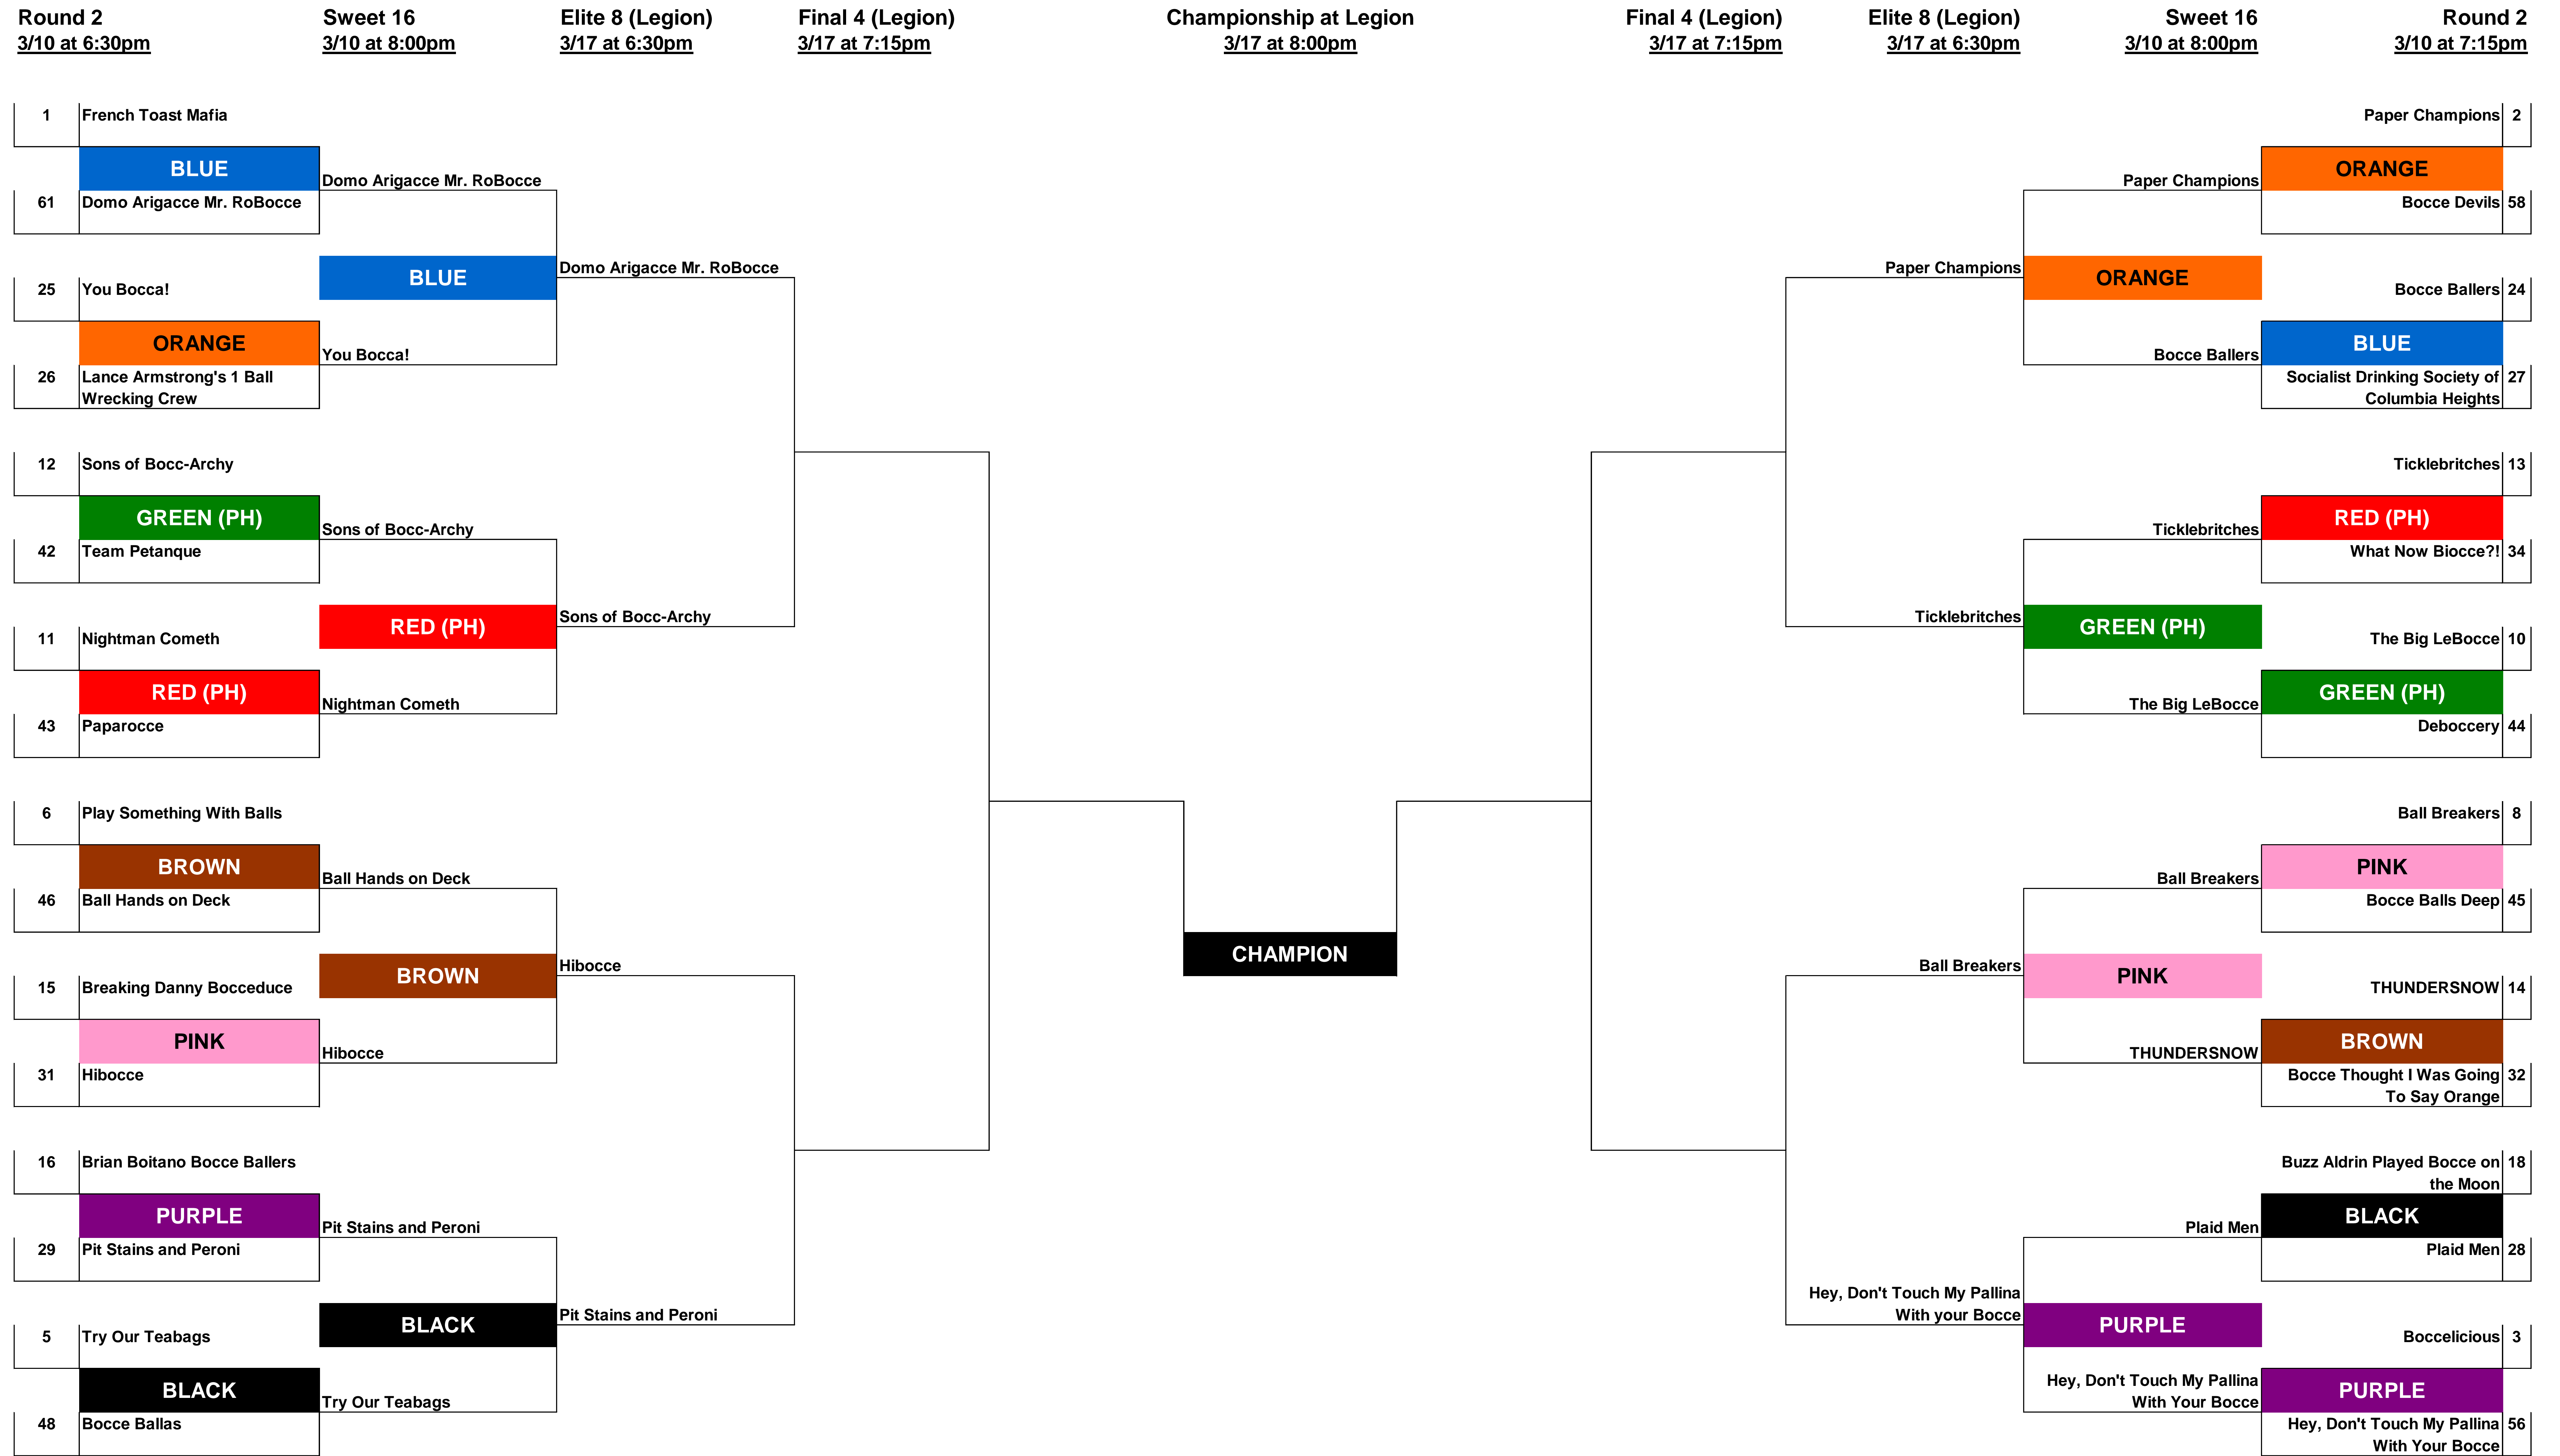 Round 2
3/10 at 6:30pm
Sweet 16
3/10 at 8:00pm
Elite 8 (Legion)
3/17 at 6:30pm
Final 4 (Legion)
3/17 at 7:15pm
Championship at Legion
3/17 at 8:00pm
Final 4 (Legion)
3/17 at 7:15pm
Elite 8 (Legion)
3/17 at 6:30pm
Sweet 16
3/10 at 8:00pm
Round 2
3/10 at 7:15pm
1 French Toast Mafia
BLUE
61 Domo Arigacce Mr. RoBocce
25 You Bocca!
ORANGE
26 Lance Armstrong's 1 Ball
Wrecking Crew
12 Sons of Bocc-Archy
GREEN (PH)
42 Team Petanque
11 Nightman Cometh
RED (PH)
43 Paparocce
6 Play Something With Balls
BROWN
46 Ball Hands on Deck
15 Breaking Danny Bocceduce
PINK
31 Hibocce
16 Brian Boitano Bocce Ballers
PURPLE
29 Pit Stains and Peroni
5 Try Our Teabags
BLACK
48 Bocce Ballas
Domo Arigacce Mr. RoBocce
BLUE
You Bocca!
Sons of Bocc-Archy
RED (PH)
Nightman Cometh
Ball Hands on Deck
BROWN
Hibocce
Pit Stains and Peroni
BLACK
Try Our Teabags
Domo Arigacce Mr. RoBocce
Sons of Bocc-Archy
Hibocce
Pit Stains and Peroni
CHAMPION
Paper Champions
Ticklebritches
Ball Breakers
Hey, Don't Touch My Pallina
With your Bocce
Paper Champions
ORANGE
Bocce Ballers
Ticklebritches
GREEN (PH)
The Big LeBocce
Ball Breakers
PINK
THUNDERSNOW
Plaid Men
PURPLE
Hey, Don't Touch My Pallina
With Your Bocce
Paper Champions 2
ORANGE
Bocce Devils 58
Bocce Ballers 24
BLUE
Socialist Drinking Society of 27
Columbia Heights
Ticklebritches 13
RED (PH)
What Now Biocce?! 34
The Big LeBocce 10
GREEN (PH)
Deboccery 44
Ball Breakers 8
PINK
Bocce Balls Deep 45
THUNDERSNOW 14
BROWN
Bocce Thought I Was Going 32
To Say Orange
Buzz Aldrin Played Bocce on 18
the Moon
BLACK
Plaid Men 28
Boccelicious 3
PURPLE
Hey, Don't Touch My Pallina 56
With Your Bocce